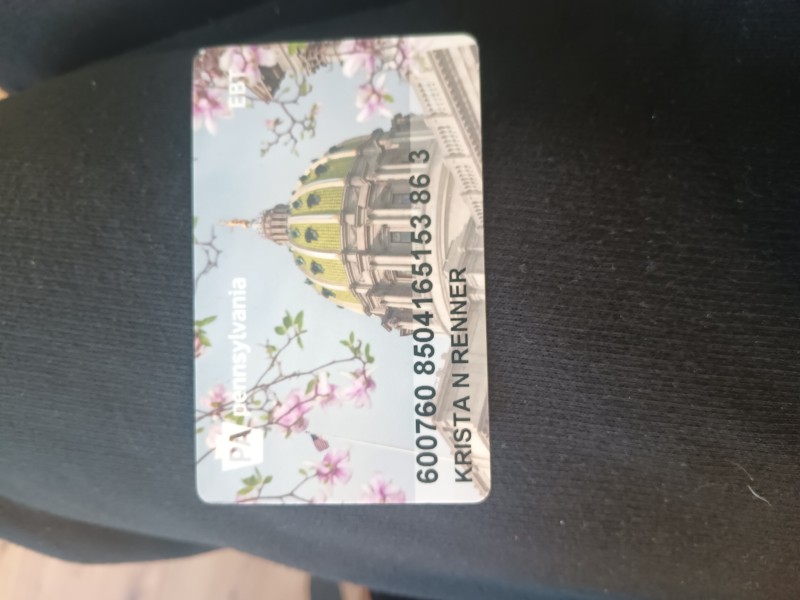 PA pennsylvania EBT
600760 8504165153 86 3
KRISTA N RENNER